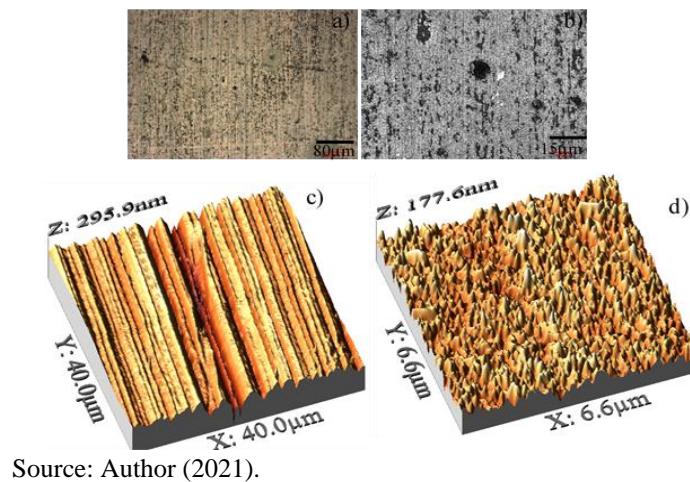 a)
b)
80µm
15µm
Z: 295.9nm
c)
Y: 40.0µm
X: 40.0µm
Z: 177.6nm
d)
Y: 6.6µm
X: 6.6µm
Source: Author (2021).